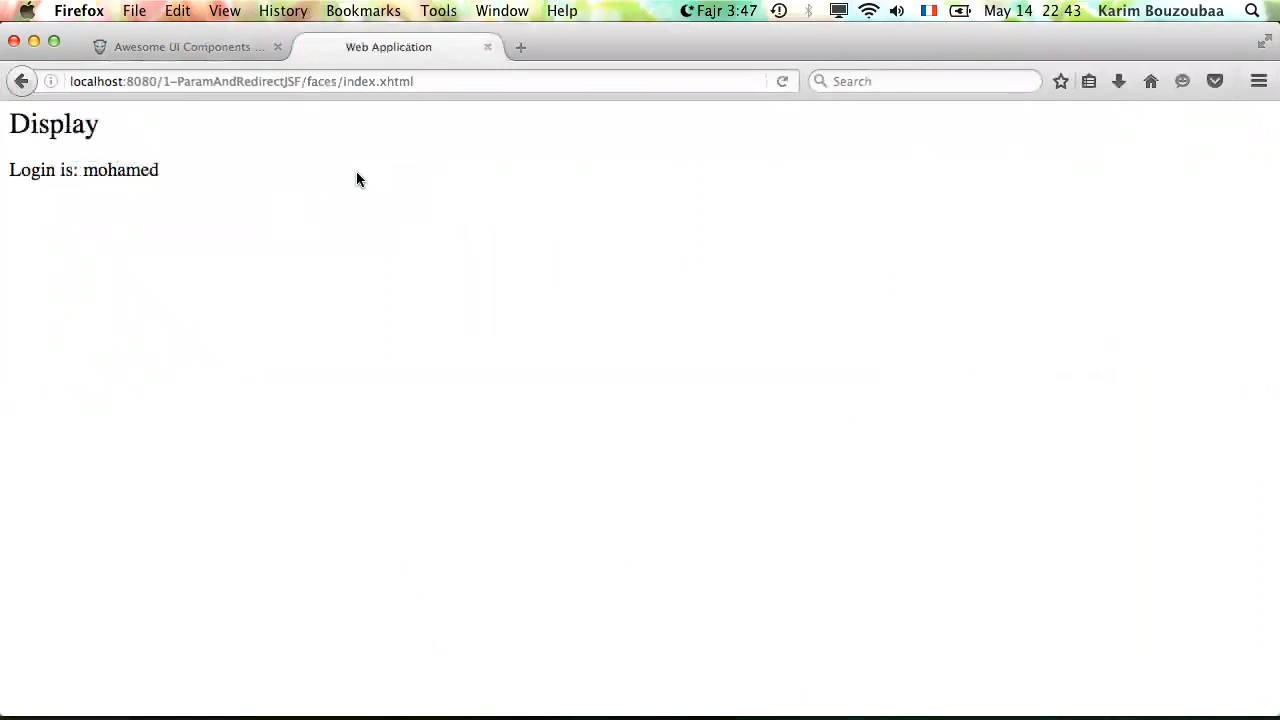 Firefox File Edit View History Bookmarks Tools Window Help Fajr 3:47 May 14 22 43 Karim Bouzoubaa
Awesome UI Components ... Web Application
localhost:8080/1-ParamAndRedirectJSF/faces/index.xhtml Search
Display
Login is: mohamed